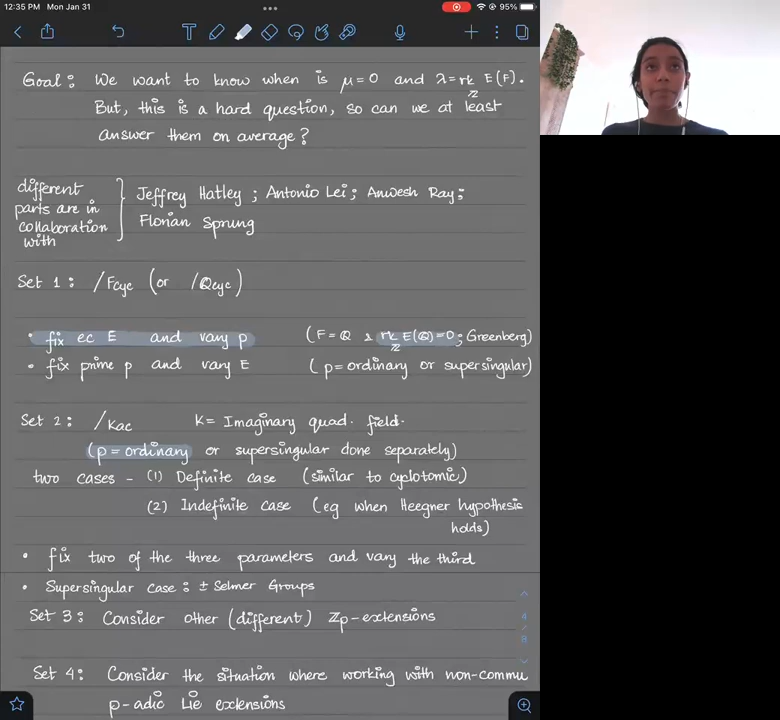 12:35 PM Mon Jan 31
95%
Goal: We want to know when is μ=0 and λ=rk_ℤ E(F).
But, this is a hard question, so can we at least
answer them on average?
different
parts are in
collaboration
with
Jeffrey Hatley ; Antonio Lei; Anwesh Ray;
Florian Sprung
Set 1: /Fcyc (or /Qcyc)
• fix ec E and vary p (F = Q & rk_ℤ E(Q)=0; Greenberg)
• fix prime p and vary E (p= ordinary or supersingular)
Set 2: /Kac K= Imaginary quad. field.
(p= ordinary or supersingular done separately)
two cases - (1) Definite case (similar to cyclotomic)
(2) Indefinite case (eg when Heegner hypothesis
holds)
• fix two of the three parameters and vary the third
• Supersingular case: ± Selmer Groups
Set 3: Consider other (different) ℤp-extensions
4
/
8
Set 4: Consider the situation where working with non-commu
p-adic Lie extensions